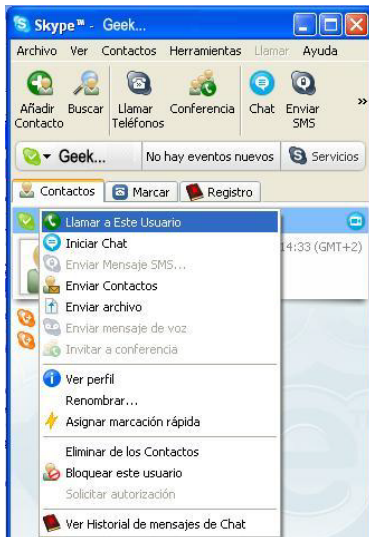 Skype™ - Geek...
Archivo Ver Contactos Herramientas Llamar Ayuda
Añadir Contacto
Buscar
Llamar Teléfonos
Conferencia
Chat
Enviar SMS
»
Geek... No hay eventos nuevos Servicios
Contactos Marcar Registro
Llamar a Este Usuario
Iniciar Chat
14:33 (GMT+2)
Enviar Mensaje SMS...
Enviar Contactos
Enviar archivo
Enviar mensaje de voz
Invitar a conferencia
Ver perfil
Renombrar...
Asignar marcación rápida
Eliminar de los Contactos
Bloquear este usuario
Solicitar autorización
Ver Historial de mensajes de Chat